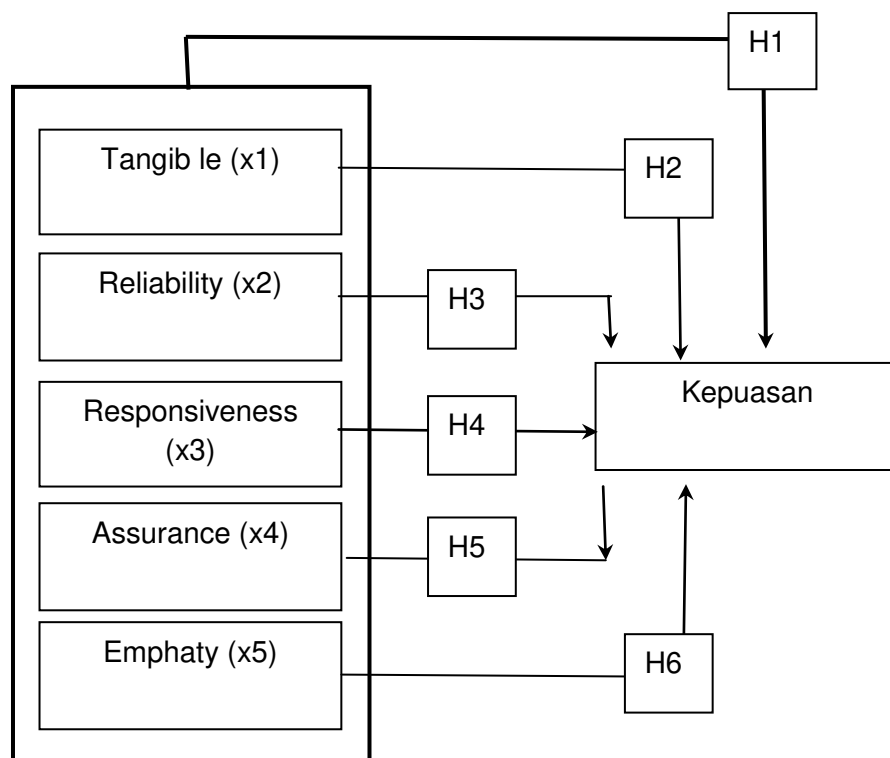 H1
Tangib le (x1)
H2
Reliability (x2)
H3
Kepuasan
Responsiveness
(x3)
H4
Assurance (x4)
H5
Emphaty (x5)
H6